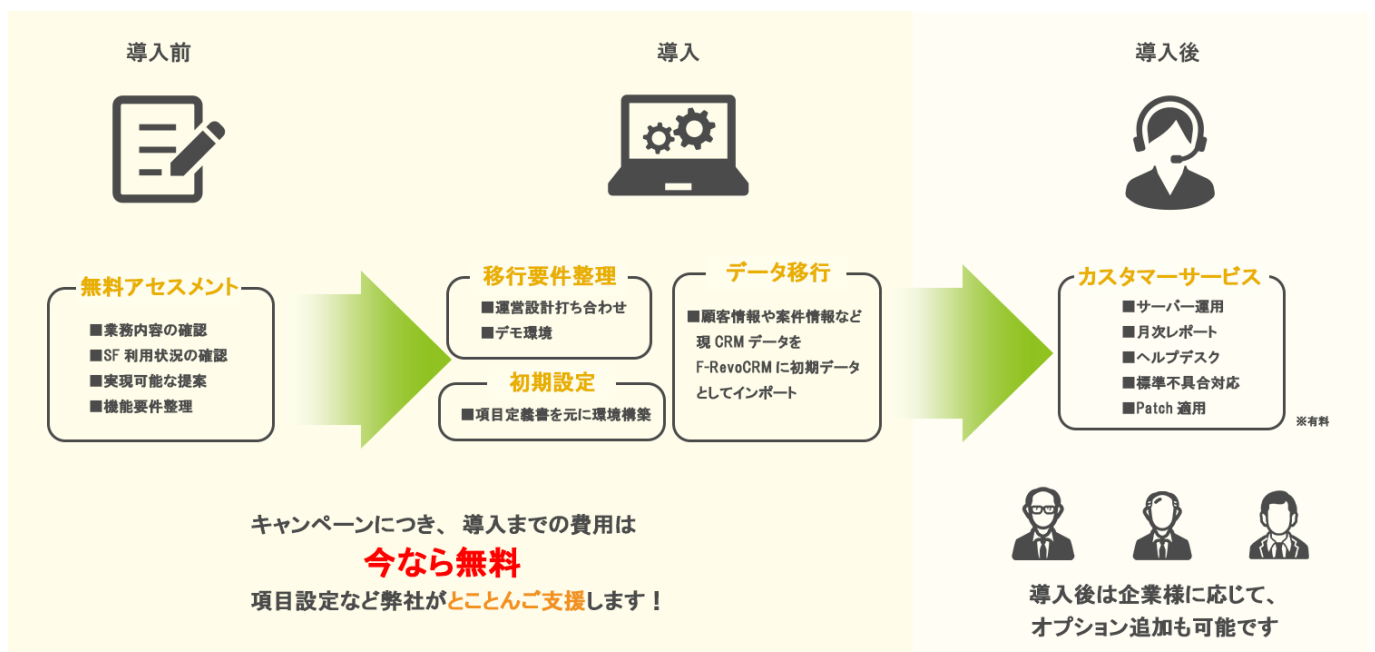 導入前
導入
導入後
無料アセスメント
■業務内容の確認
■SF 利用状況の確認
■実現可能な提案
■機能要件整理
移行要件整理
■運営設計打ち合わせ
■デモ環境
初期設定
■項目定義書を元に環境構築
データ移行
■顧客情報や案件情報など
現 CRM データを
F-RevoCRM に初期データ
としてインポート
カスタマーサービス
■サーバー運用
■月次レポート
■ヘルプデスク
■標準不具合対応
■Patch 適用
※有料
キャンペーンにつき、導入までの費用は
今なら無料
項目設定など弊社がとことんご支援します！
導入後は企業様に応じて、
オプション追加も可能です